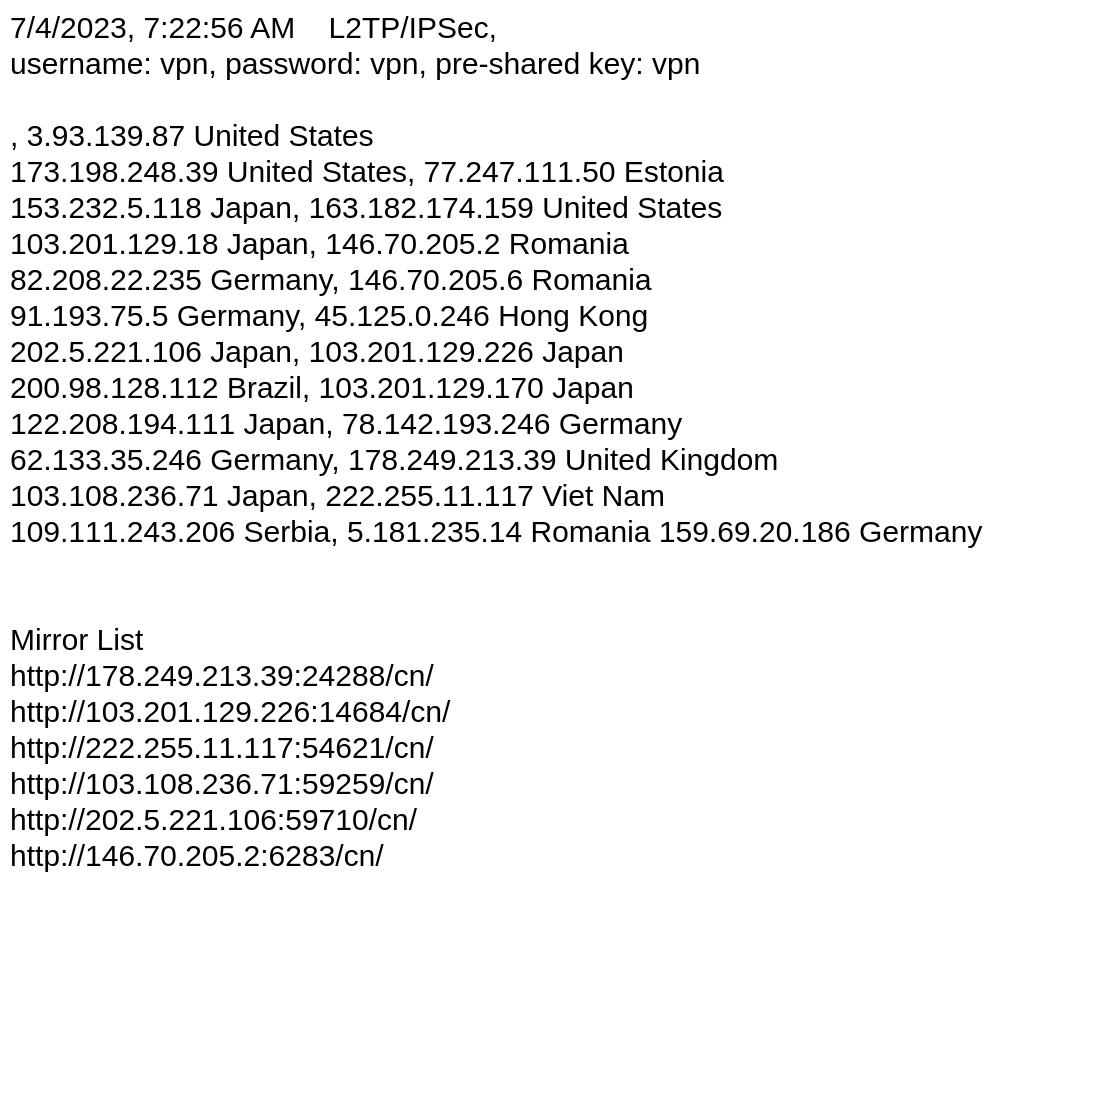 7/4/2023, 7:22:56 AM    L2TP/IPSec,
username: vpn, password: vpn, pre-shared key: vpn
, 3.93.139.87 United States
173.198.248.39 United States, 77.247.111.50 Estonia
153.232.5.118 Japan, 163.182.174.159 United States
103.201.129.18 Japan, 146.70.205.2 Romania
82.208.22.235 Germany, 146.70.205.6 Romania
91.193.75.5 Germany, 45.125.0.246 Hong Kong
202.5.221.106 Japan, 103.201.129.226 Japan
200.98.128.112 Brazil, 103.201.129.170 Japan
122.208.194.111 Japan, 78.142.193.246 Germany
62.133.35.246 Germany, 178.249.213.39 United Kingdom
103.108.236.71 Japan, 222.255.11.117 Viet Nam
109.111.243.206 Serbia, 5.181.235.14 Romania 159.69.20.186 Germany
Mirror List
http://178.249.213.39:24288/cn/
http://103.201.129.226:14684/cn/
http://222.255.11.117:54621/cn/
http://103.108.236.71:59259/cn/
http://202.5.221.106:59710/cn/
http://146.70.205.2:6283/cn/